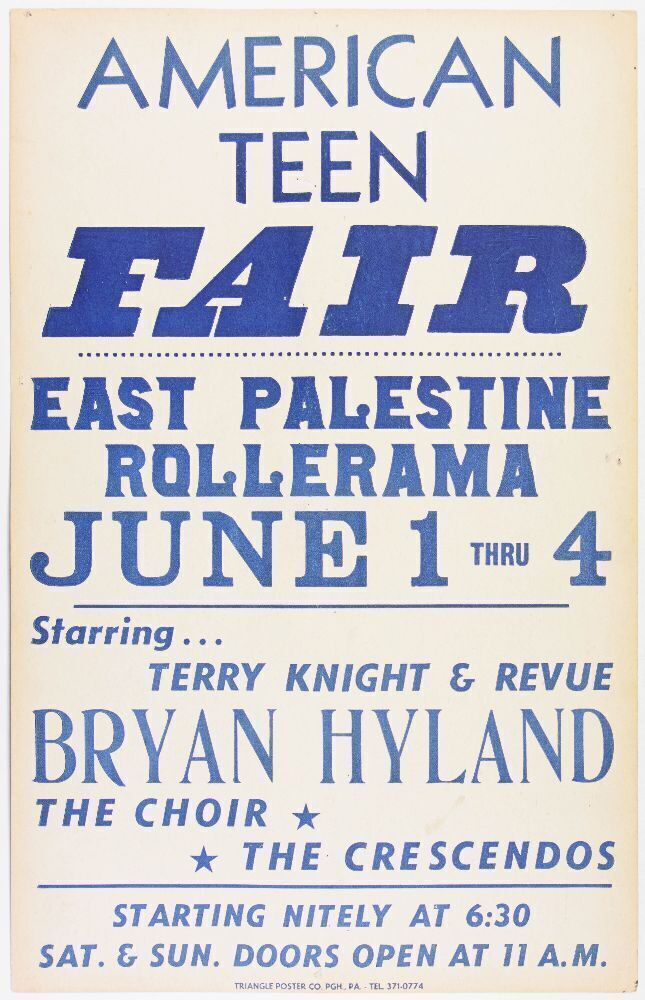 AMERICAN
TEEN
FAIR
EAST PALESTINE
ROLLERAMA
JUNE 1 THRU 4
Starring...
TERRY KNIGHT & REVUE
BRYAN HYLAND
THE CHOIR ★
★ THE CRESCENDOS
STARTING NITELY AT 6:30
SAT. & SUN. DOORS OPEN AT 11 A.M.
TRIANGLE POSTER CO. PGH., PA. - TEL. 371-0774